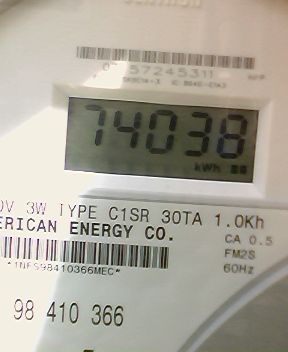 57245311
74038
kWh
0V 3W TYPE C1SR 30TA 1.0Kh
ERICAN ENERGY CO.
CA 0.5
FM2S
60Hz
*1NFS98410366MEC*
98 410 366